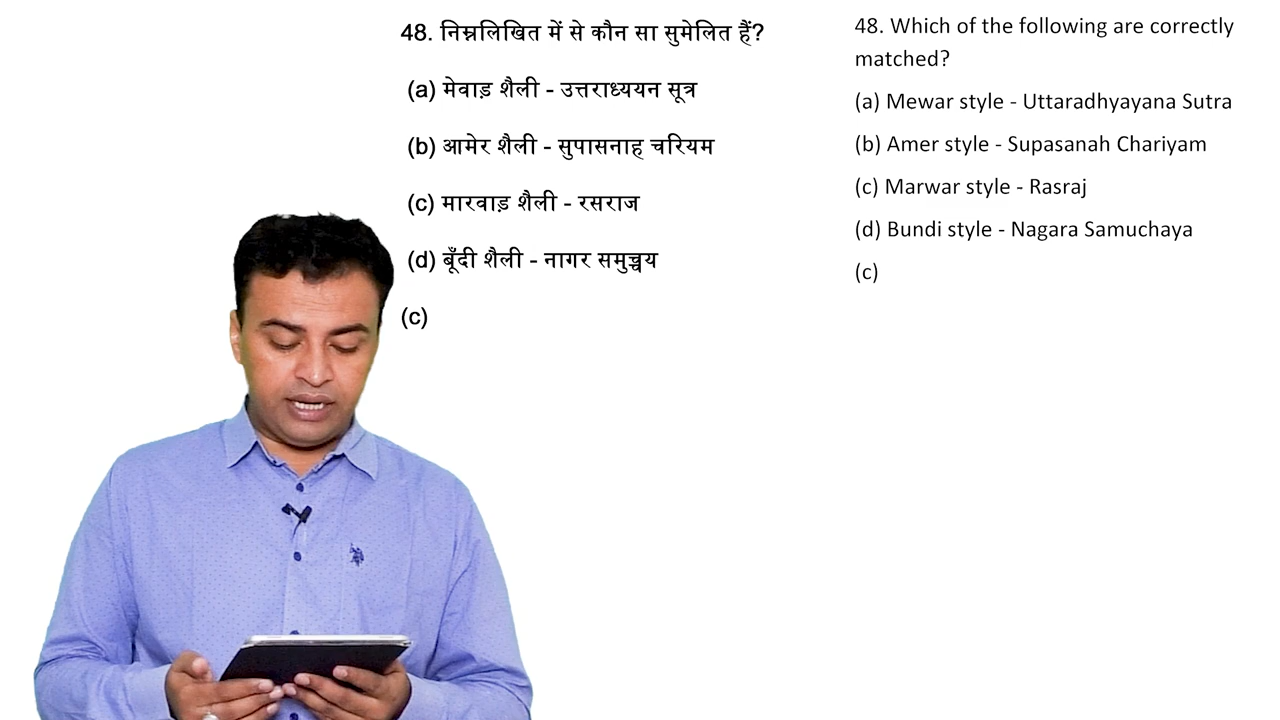 48. निम्नलिखित में से कौन सा सुमेलित हैं?
(a) मेवाड़ शैली - उत्तराध्ययन सूत्र
(b) आमेर शैली - सुपासनाह चरियम
(c) मारवाड़ शैली - रसराज
(d) बूँदी शैली - नागर समुच्चय
(c)
48. Which of the following are correctly
matched?
(a) Mewar style - Uttaradhyayana Sutra
(b) Amer style - Supasanah Chariyam
(c) Marwar style - Rasraj
(d) Bundi style - Nagara Samuchaya
(c)